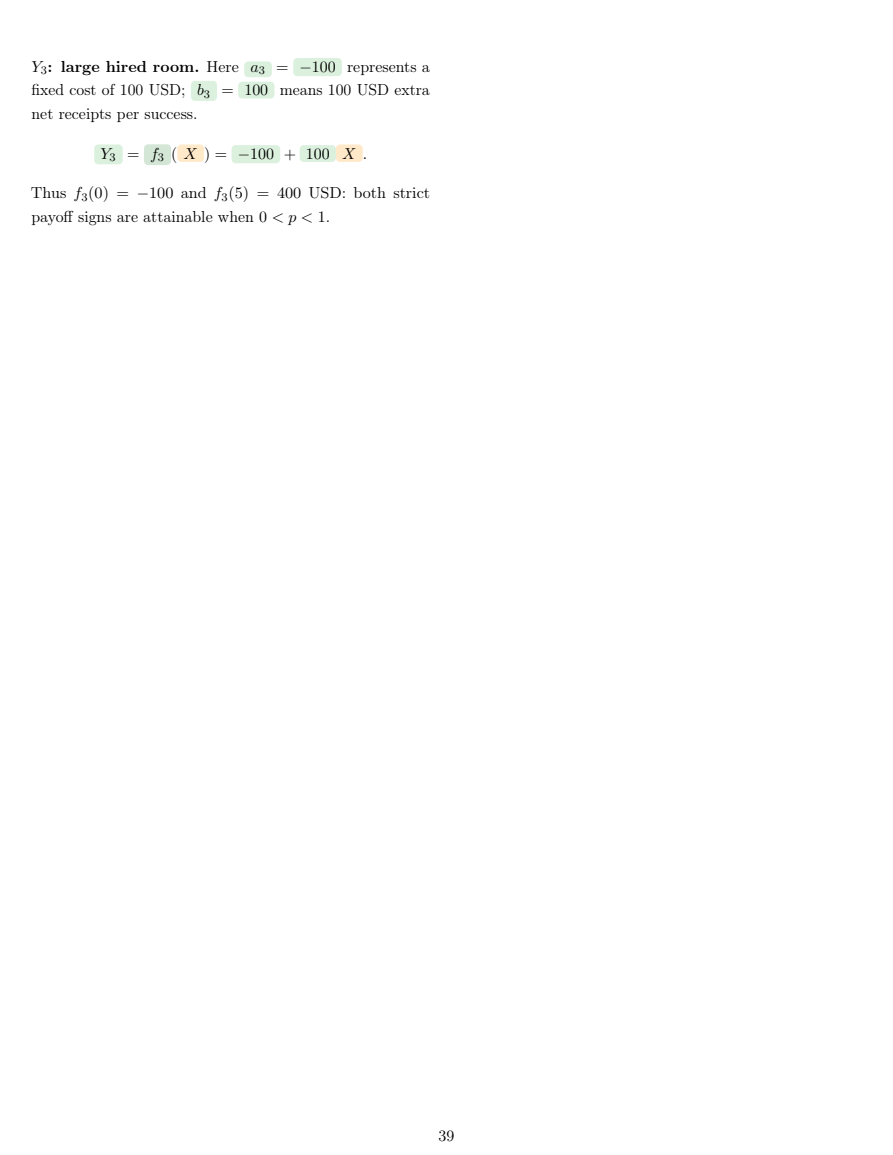 Y₃: large hired room. Here a₃ = −100 represents a
fixed cost of 100 USD; b₃ = 100 means 100 USD extra
net receipts per success.
Y₃ = f₃(X) = −100 + 100 X.
Thus f₃(0) = −100 and f₃(5) = 400 USD: both strict
payoff signs are attainable when 0 < p < 1.
39